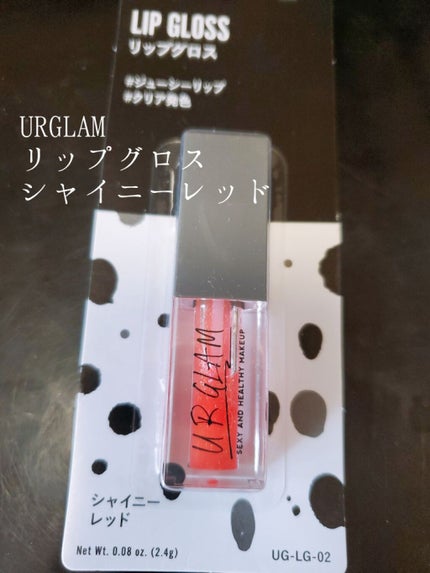 LIP GLOSS
リップグロス
#ジューシーリップ
#クリア発色
URGLAM
リップグロス
シャイニーレッド
UR GLAM
SEXY AND HEALTHY MAKEUP
シャイニー
レッド
Net Wt. 0.08 oz. (2.4g)
UG-LG-02